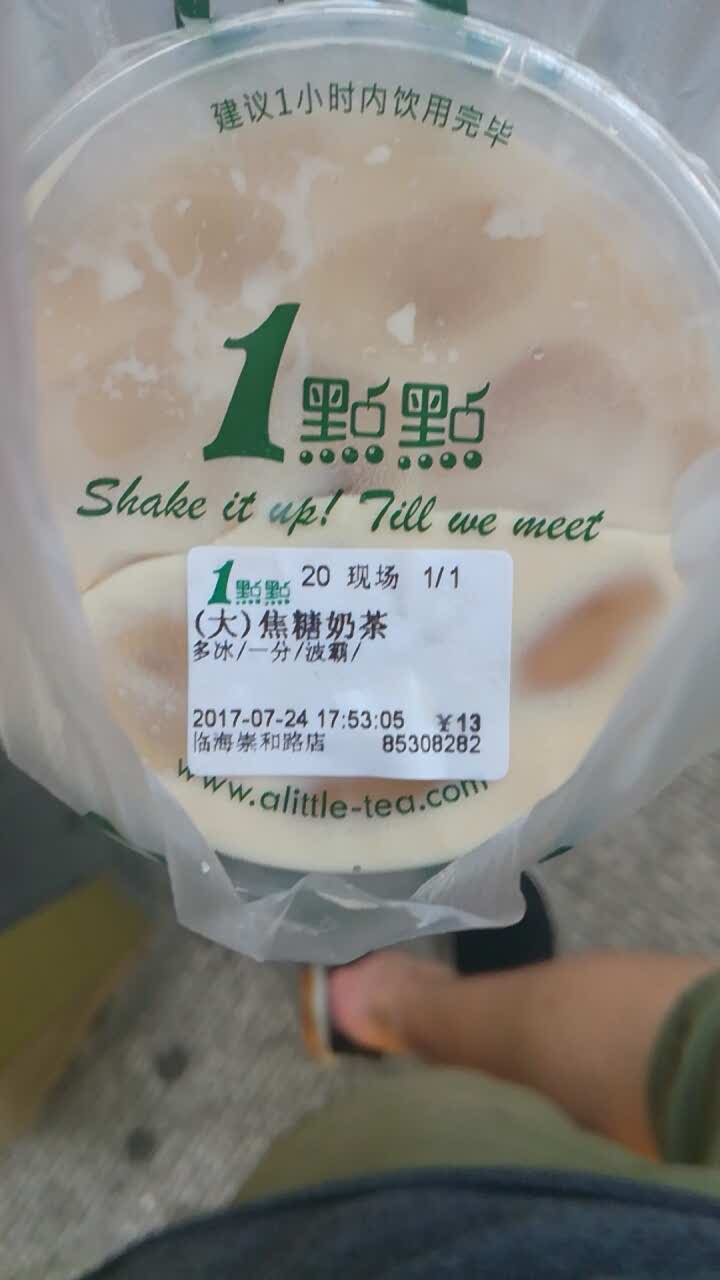 建议1小时内饮用完毕
1點點
Shake it up! Till we meet
1點點 20 现场 1/1
(大)焦糖奶茶
多冰/一分/波霸/
2017-07-24 17:53:05 ¥13
临海崇和路店 85308282
www.alittle-tea.com